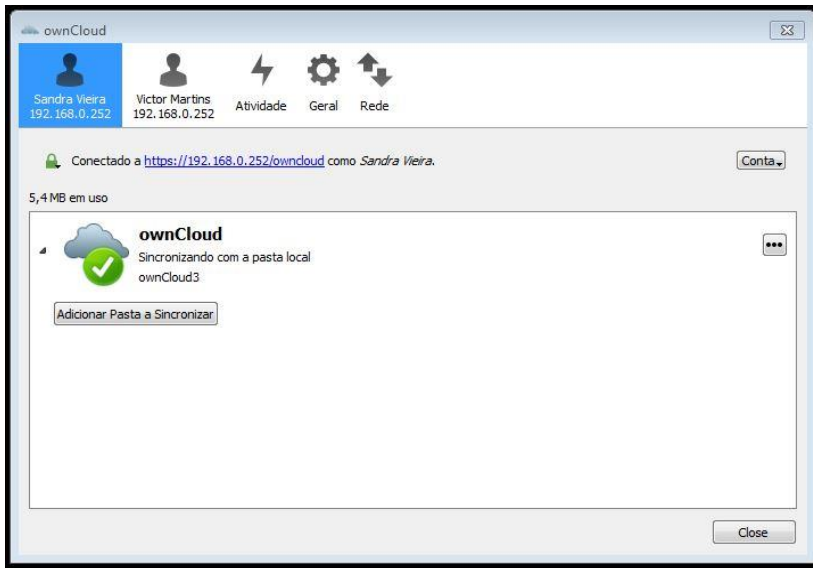 ownCloud
Sandra Vieira
192.168.0.252
Victor Martins
192.168.0.252
Atividade
Geral
Rede
Conectado a https://192.168.0.252/owncloud como Sandra Vieira.
Conta
5,4 MB em uso
ownCloud
Sincronizando com a pasta local
ownCloud3
Adicionar Pasta a Sincronizar
Close